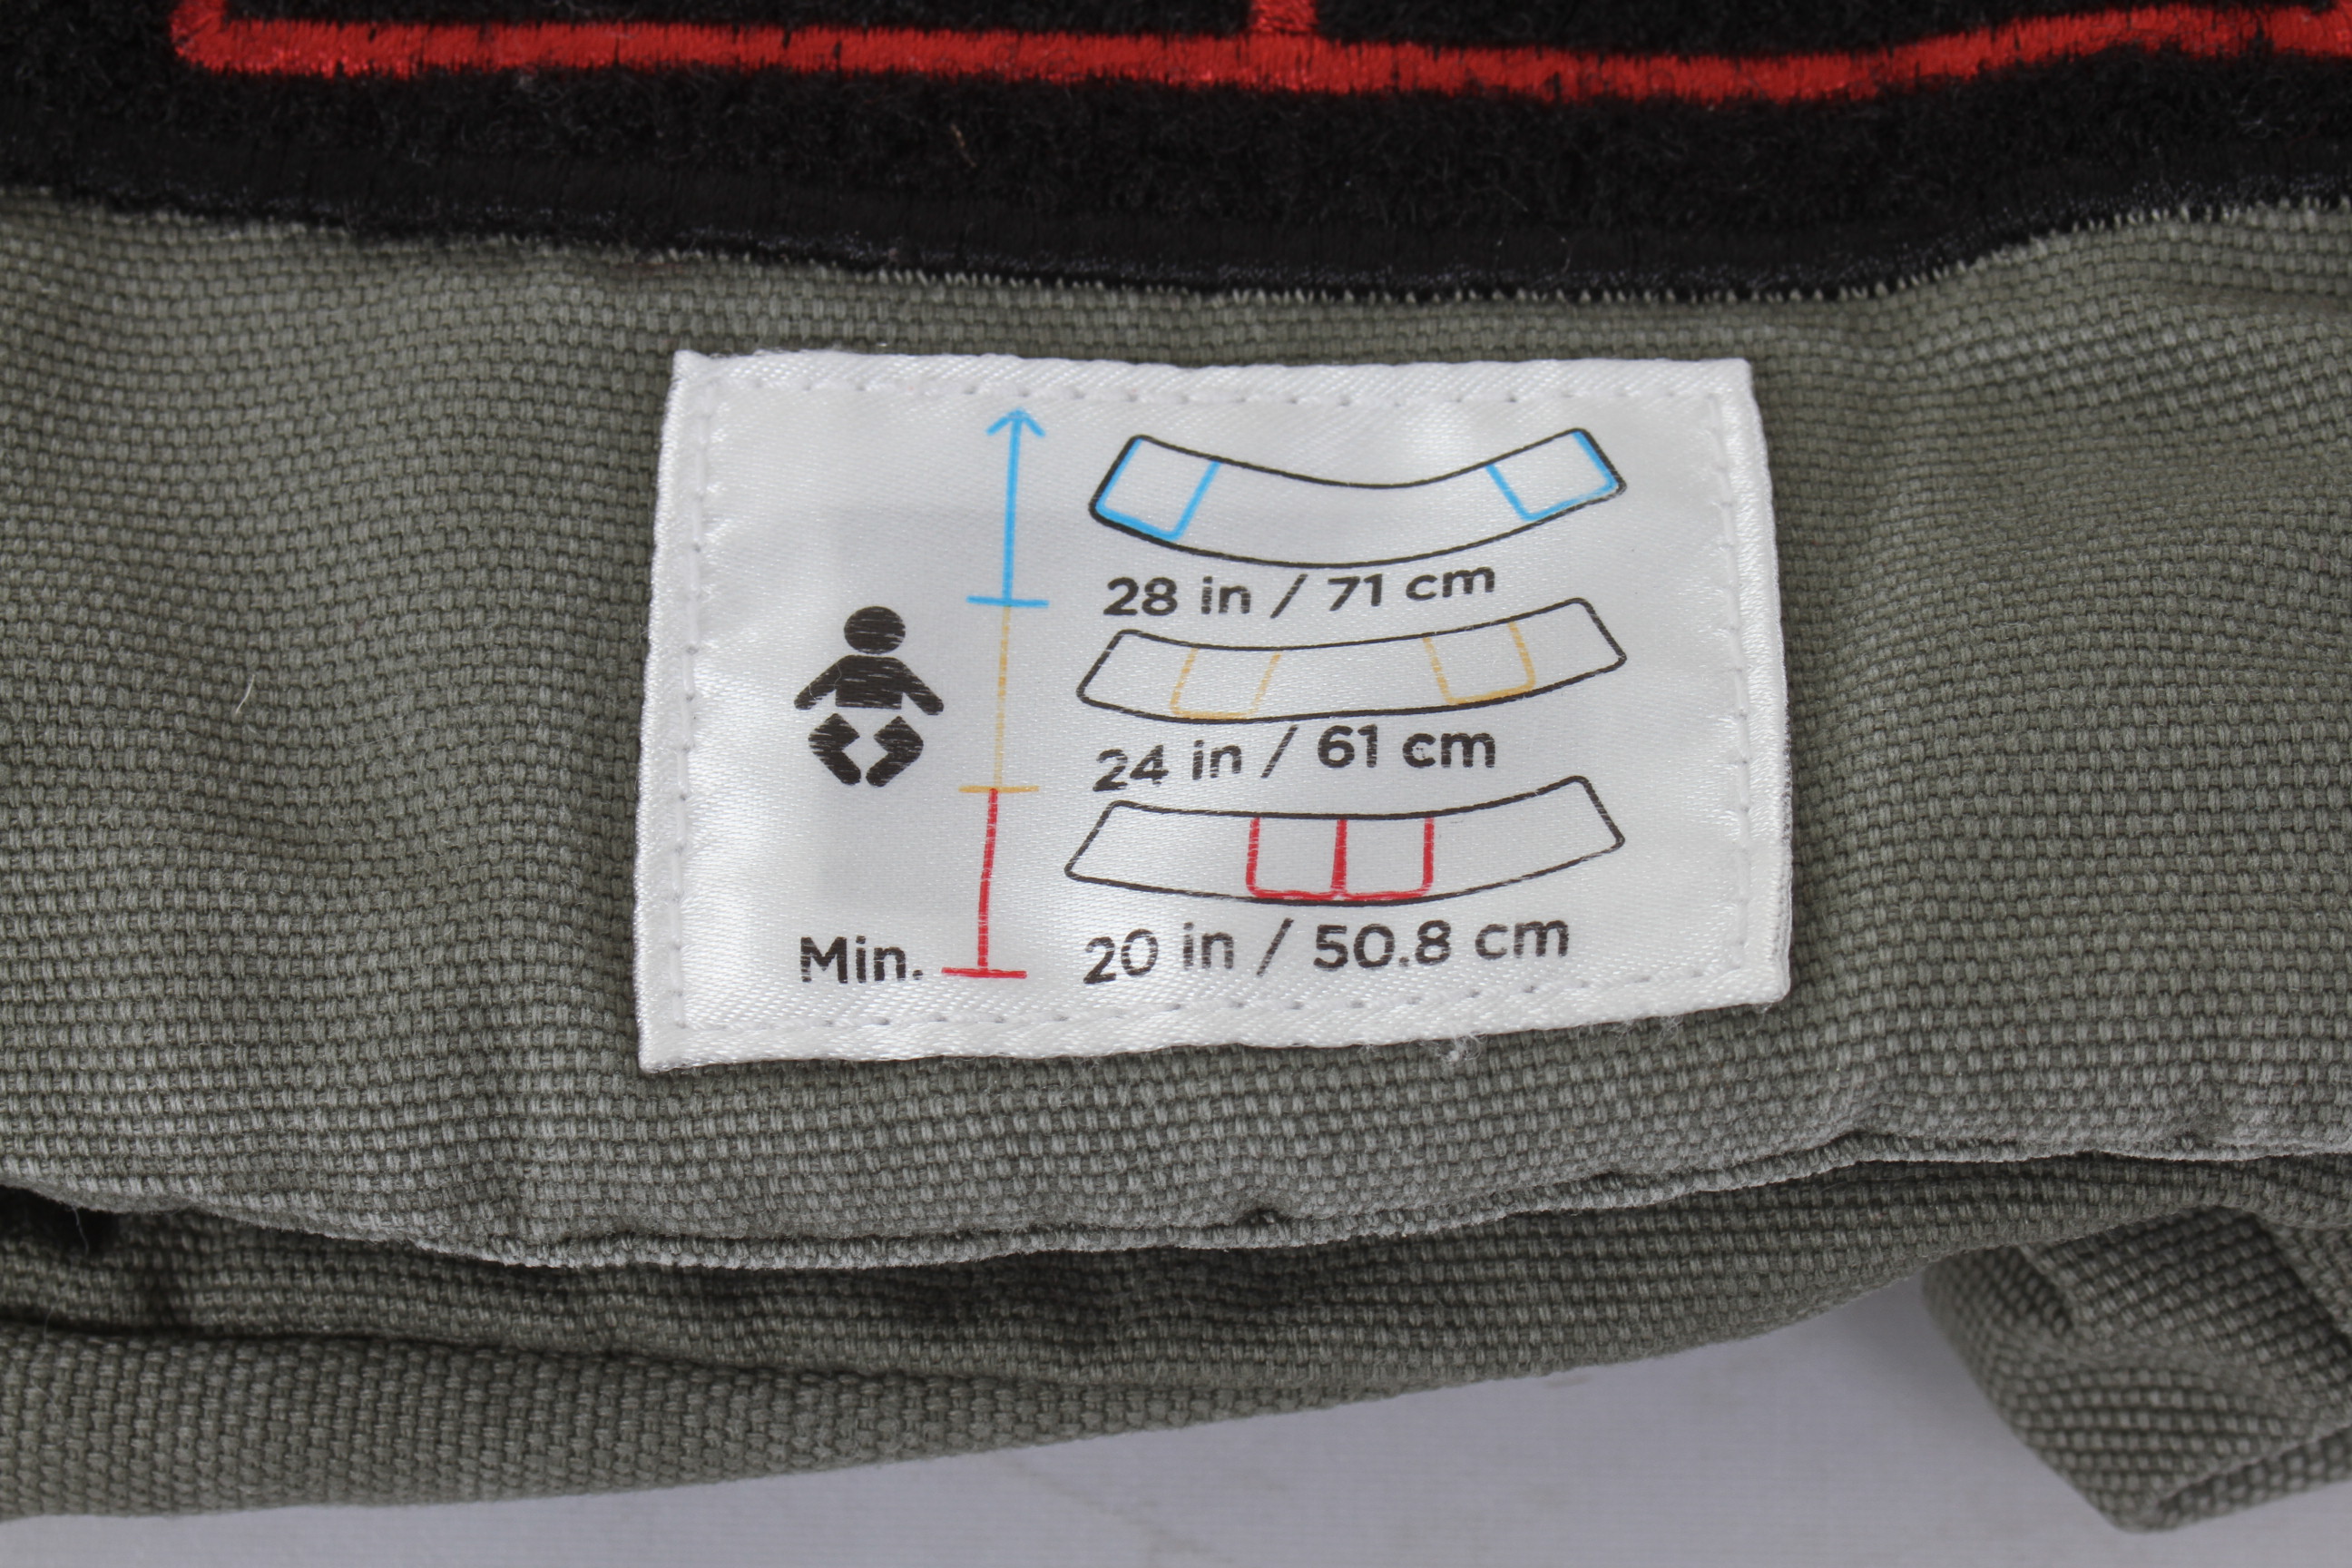 28 in / 71 cm
24 in / 61 cm
Min. 20 in / 50.8 cm